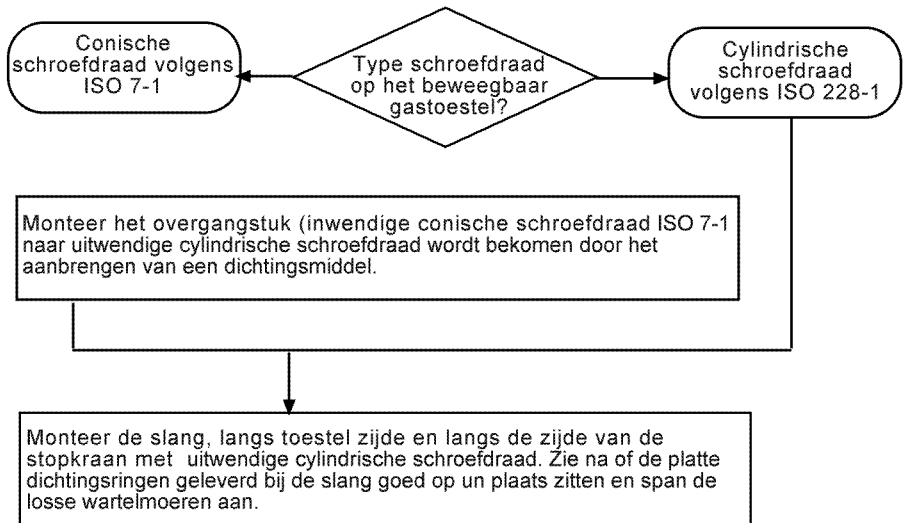 Conische
schroefdraad volgens
ISO 7-1
Type schroefdraad
op het beweegbaar
gastoestel?
Cylindrische
schroefdraad
volgens ISO 228-1
Monteer het overgangstuk (inwendige conische schroefdraad ISO 7-1
naar uitwendige cylindrische schroefdraad wordt bekomen door het
aanbrengen van een dichtingsmiddel.
Monteer de slang, langs toestel zijde en langs de zijde van de
stopkraan met uitwendige cylindrische schroefdraad. Zie na of de platte
dichtingsringen geleverd bij de slang goed op un plaats zitten en span de
losse wartelmoeren aan.